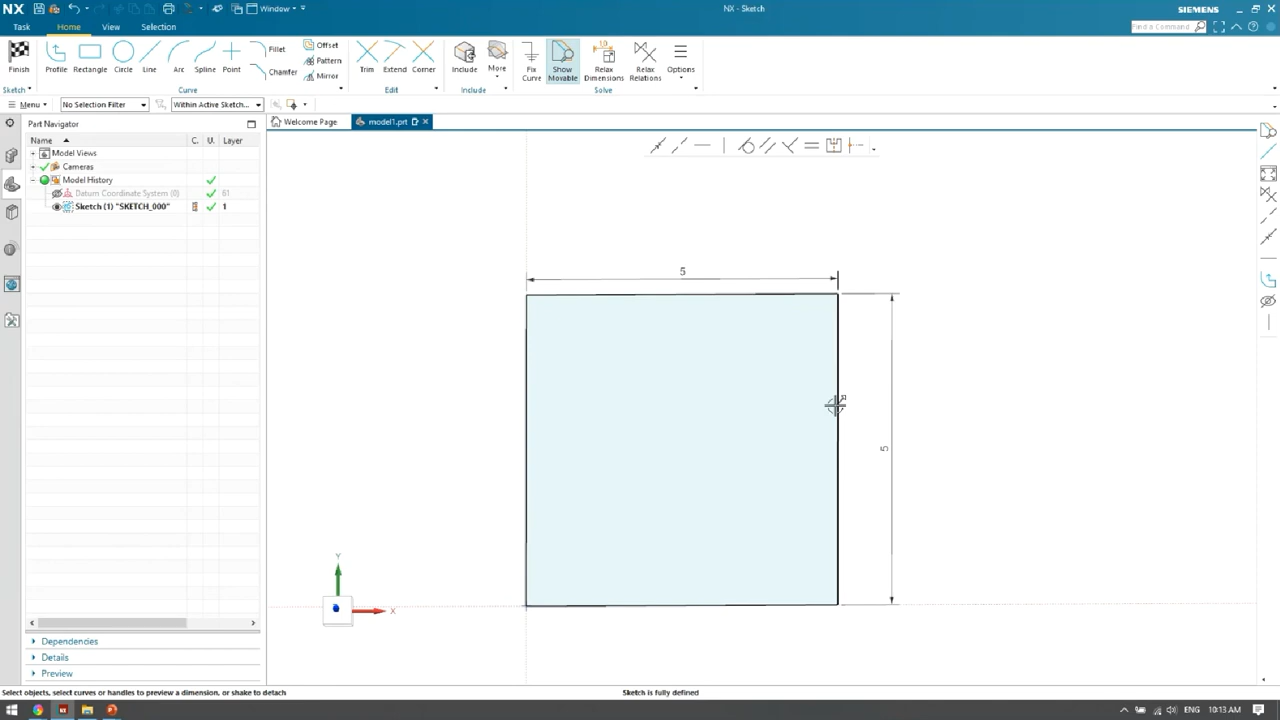 NX
Window
NX - Sketch
SIEMENS
Task
Home
View
Selection
Find a Command
Finish
Profile
Rectangle
Circle
Line
Arc
Spline
Point
Fillet
Chamfer
Offset
Pattern
Mirror
Trim
Extend
Corner
Include
More
Fix Curve
Show Movable
Relax Dimensions
Relax Relations
Options
Sketch
Curve
Edit
Include
Solve
Menu
No Selection Filter
Within Active Sketch...
Part Navigator
Welcome Page
model1.prt
Name
C.
U.
Layer
Model Views
Cameras
Model History
Datum Coordinate System (0)
61
Sketch (1) "SKETCH_000"
1
5
5
Y
X
Dependencies
Details
Preview
Select objects, select curves or handles to preview a dimension, or shake to detach
Sketch is fully defined
ENG
10:13 AM